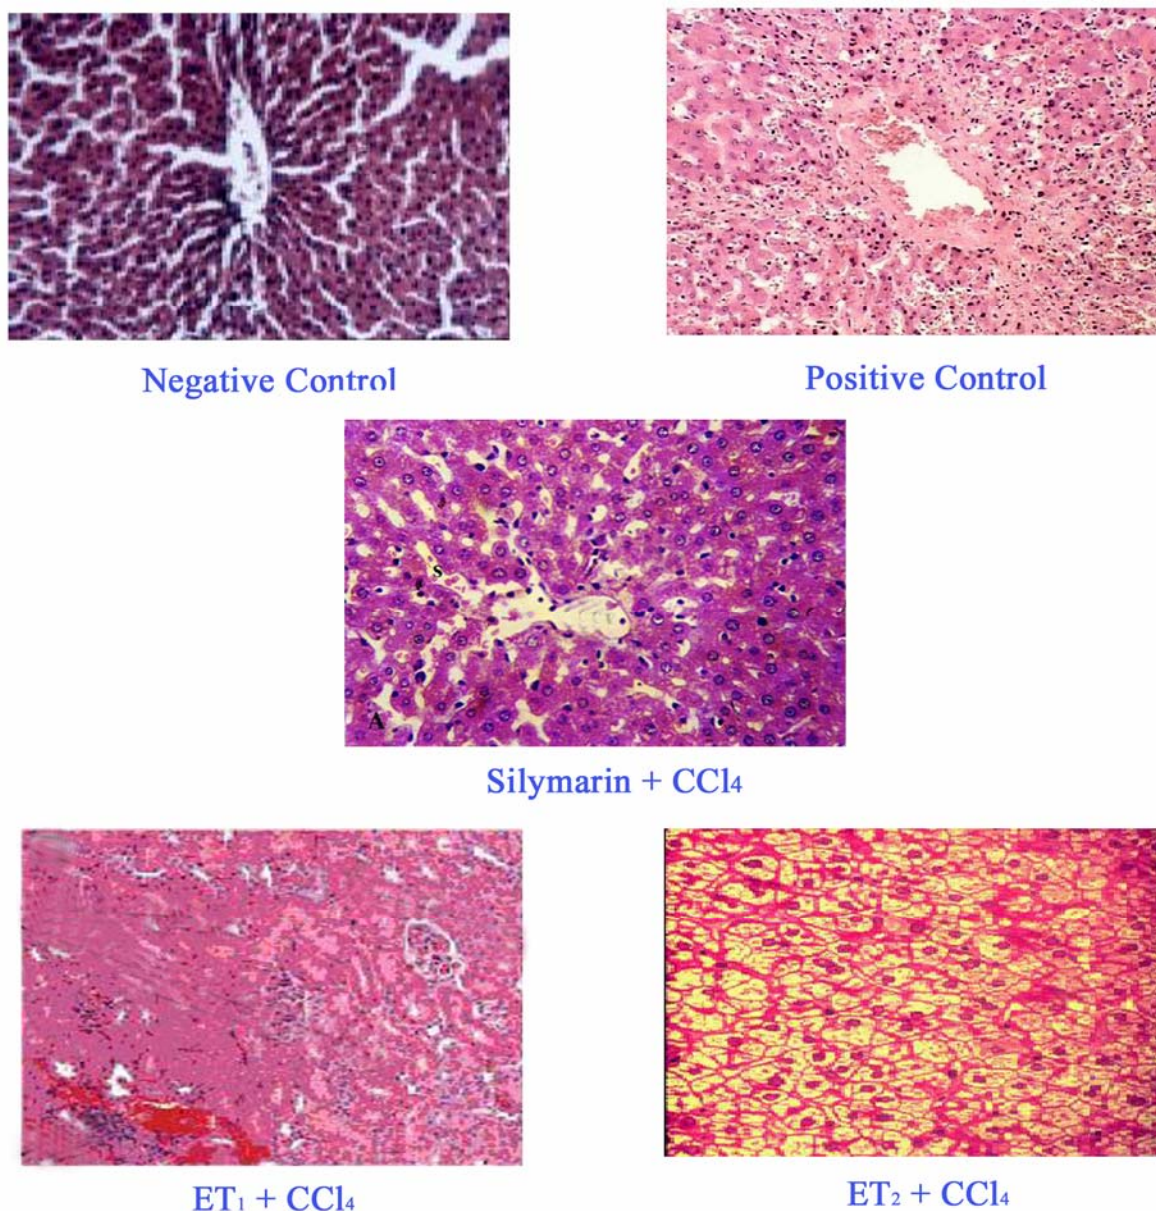 Negative Control
Positive Control
S
A
Silymarin + CCl4
ET1 + CCl4
ET2 + CCl4